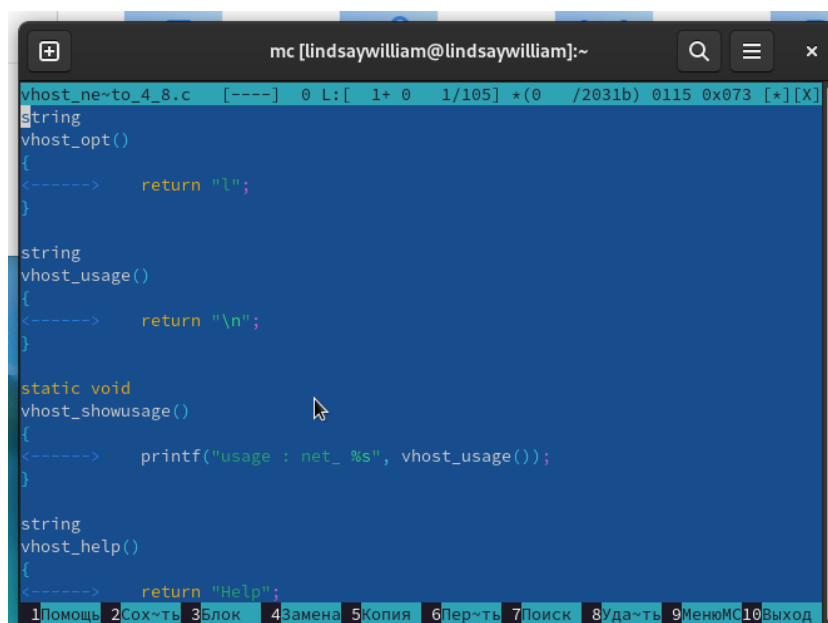 mc [lindsaywilliam@lindsaywilliam]:~
vhost_ne~to_4_8.c [----] 0 L:[ 1+ 0 1/105] *(0 /2031b) 0115 0x073 [*][X]
string
vhost_opt()
{
<------> return "l";
}
string
vhost_usage()
{
<------> return "\n";
}
static void
vhost_showusage()
{
<------> printf("usage : net_ %s", vhost_usage());
}
string
vhost_help()
{
<------> return "Help";
1Помощь 2Сох~ть 3Блок 4Замена 5Копия 6Пер~ть 7Поиск 8Уда~ть 9МенюМС 10Выход